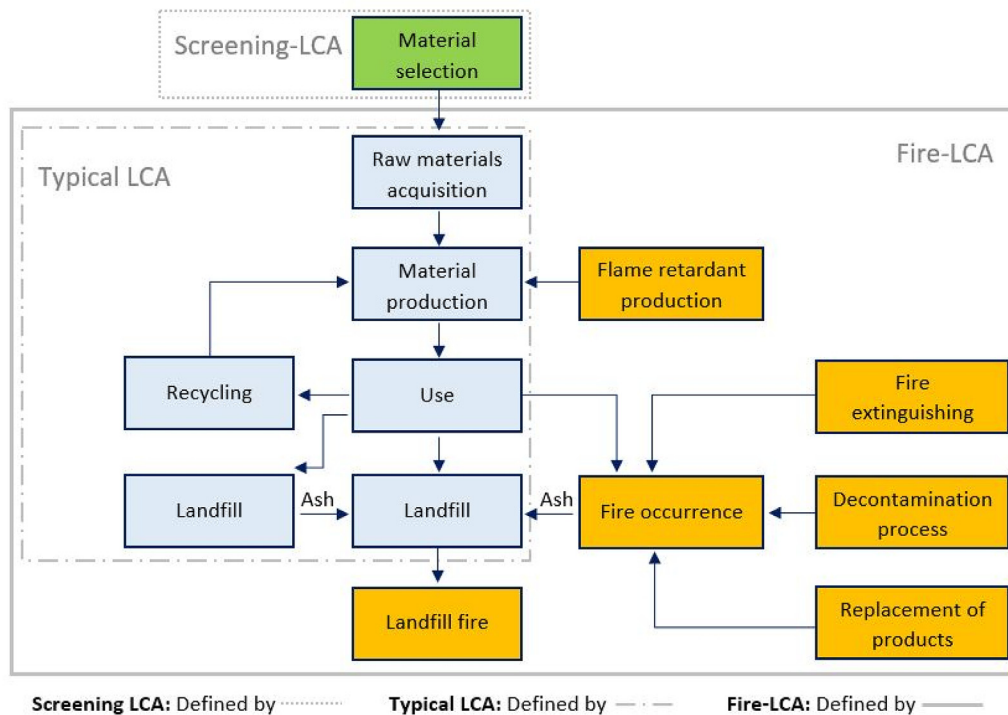 Screening-LCA
Material
selection
Typical LCA
Fire-LCA
Raw materials
acquisition
Material
production
Flame retardant
production
Recycling
Use
Fire
extinguishing
Landfill
Ash
Landfill
Ash
Fire occurrence
Decontamination
process
Landfill fire
Replacement of
products
Screening LCA: Defined by
Typical LCA: Defined by
Fire-LCA: Defined by